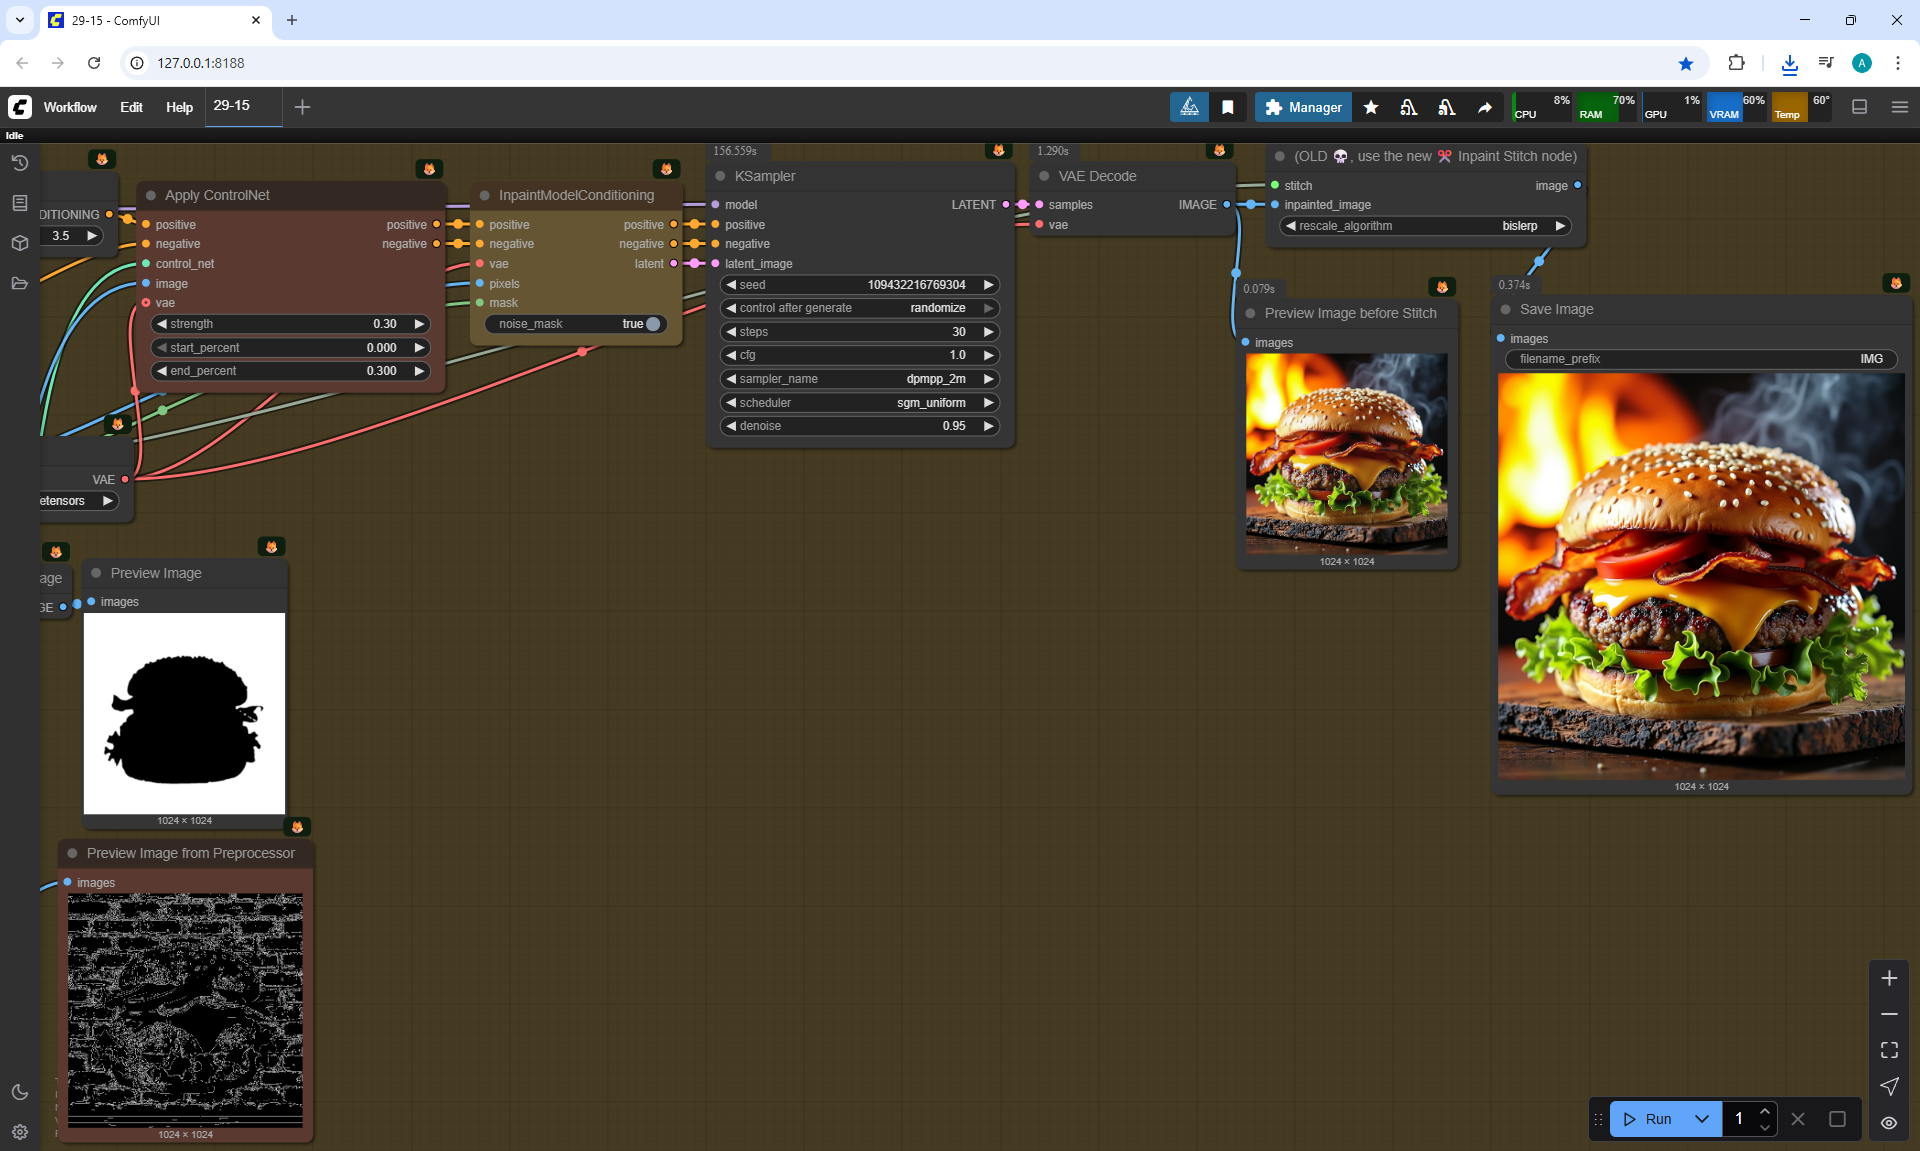 29-15 - ComfyUI
127.0.0.1:8188
A
Workflow Edit Help 29-15
Manager
CPU 8% RAM 70% GPU 1% VRAM 60% Temp 60°
Idle
156.559s
1.290s
(OLD 💀, use the new ✂️ Inpaint Stitch node)
stitch image
inpainted_image
rescale_algorithm bislerp
DITIONING
3.5
Apply ControlNet
positive positive
negative negative
control_net
image
vae
strength 0.30
start_percent 0.000
end_percent 0.300
InpaintModelConditioning
positive positive
negative negative
vae latent
pixels
mask
noise_mask true
KSampler
model LATENT
positive
negative
latent_image
seed 109432216769304
control after generate randomize
steps 30
cfg 1.0
sampler_name dpmpp_2m
scheduler sgm_uniform
denoise 0.95
VAE Decode
samples IMAGE
vae
0.079s
Preview Image before Stitch
images
1024 × 1024
0.374s
Save Image
images
filename_prefix IMG
1024 × 1024
VAE
etensors
age
GE
Preview Image
images
1024 × 1024
Preview Image from Preprocessor
images
1024 × 1024
Run 1